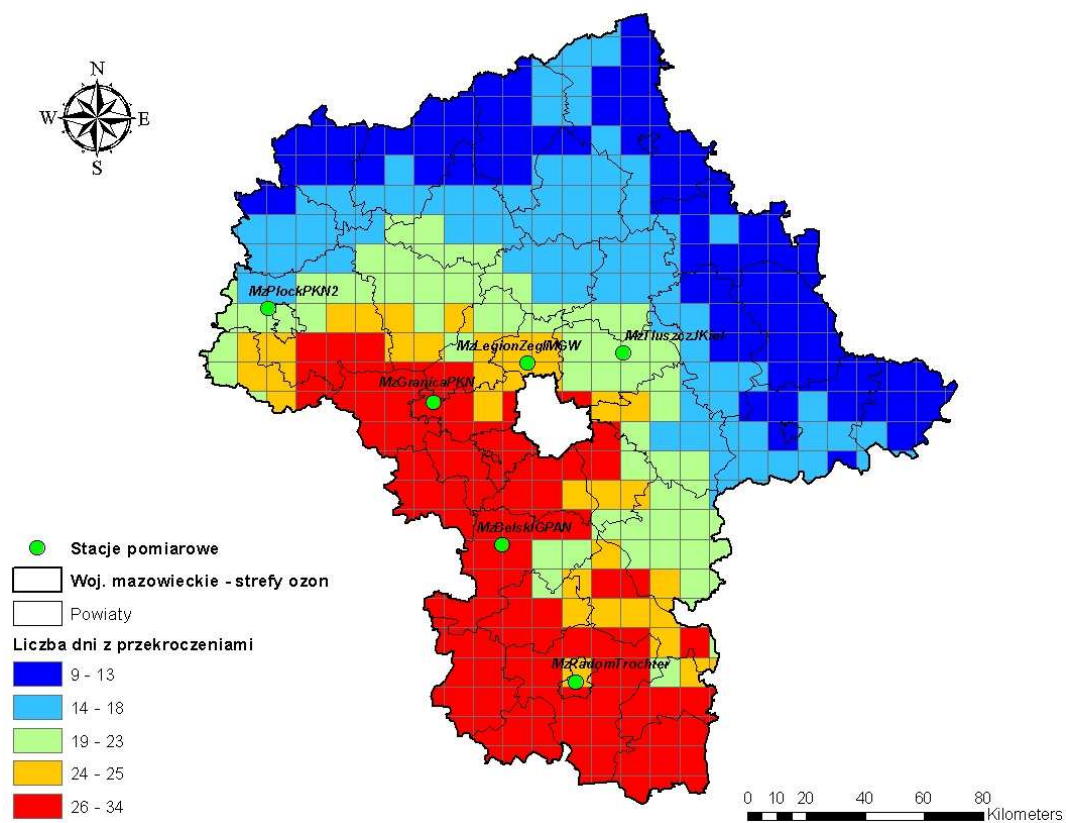 N
W E
S
MzPlockPKN2
MzTluszczJKiel
MzLegionZegIMGW
MzGranicaPKN
MzBelskIGPAN
MzRadomTrochter
Stacje pomiarowe
Woj. mazowieckie - strefy ozon
Powiaty
Liczba dni z przekroczeniami
9 - 13
14 - 18
19 - 23
24 - 25
26 - 34
0 10 20 40 60 80
Kilometers